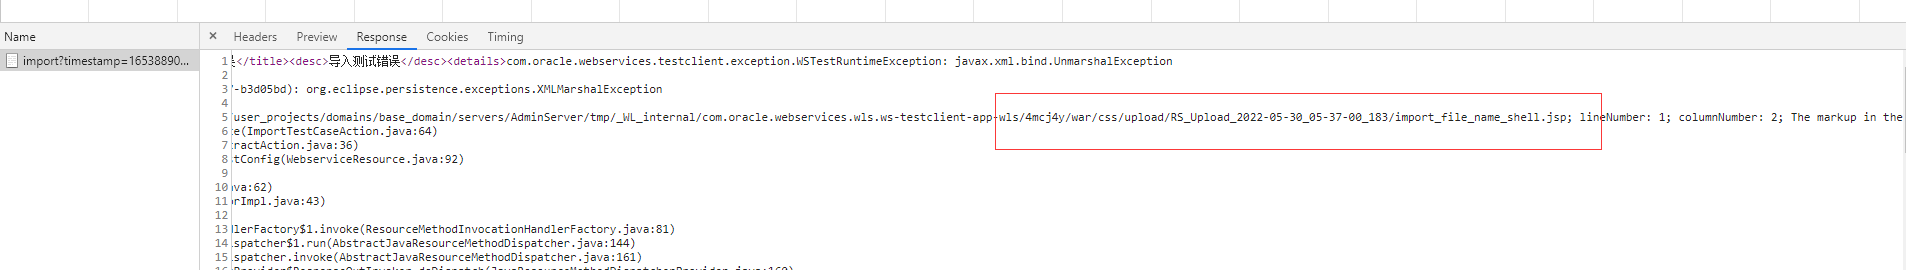 Name
× Headers Preview Response Cookies Timing
import?timestamp=16538890...
1 </title><desc>导入测试错误</desc><details>com.oracle.webservices.testclient.exception.WSTestRuntimeException: javax.xml.bind.UnmarshalException
2
3 -b3d05bd): org.eclipse.persistence.exceptions.XMLMarshalException
4
5 user_projects/domains/base_domain/servers/AdminServer/tmp/_WL_internal/com.oracle.webservices.wls.ws-testclient-app-wls/4mcj4y/war/css/upload/RS_Upload_2022-05-30_05-37-00_183/import_file_name_shell.jsp; lineNumber: 1; columnNumber: 2; The markup in the
6 e(ImportTestCaseAction.java:64)
7 ractAction.java:36)
8 tConfig(WebserviceResource.java:92)
9
10 va:62)
11 rImpl.java:43)
12
13 lerFactory$1.invoke(ResourceMethodInvocationHandlerFactory.java:81)
14 spatcher$1.run(AbstractJavaResourceMethodDispatcher.java:144)
15 spatcher.invoke(AbstractJavaResourceMethodDispatcher.java:161)